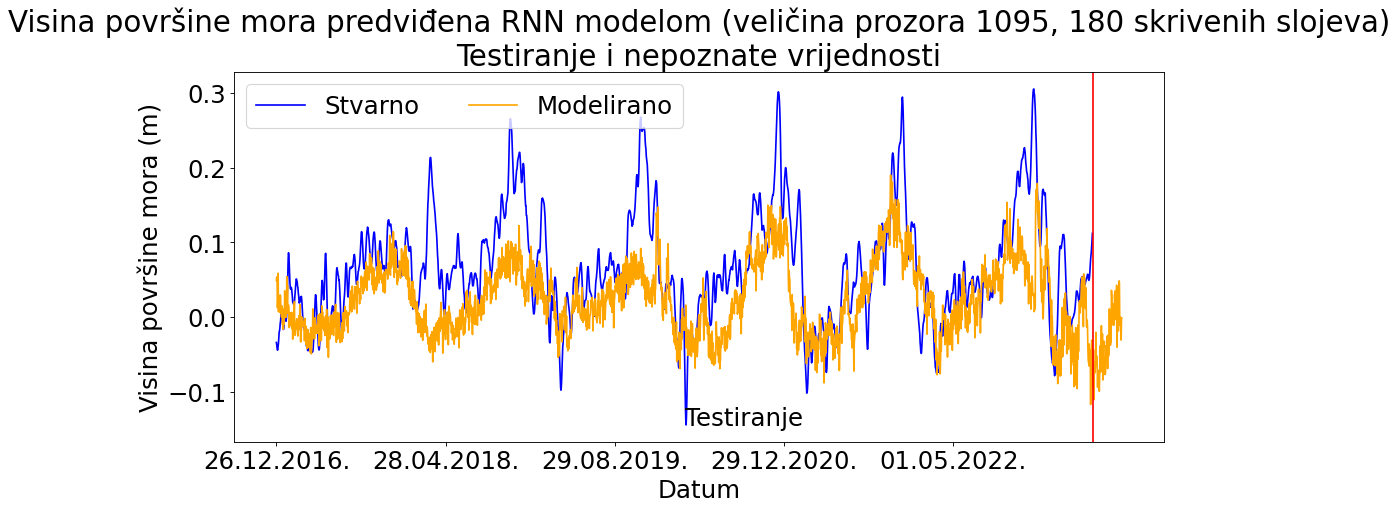 Visina površine mora predviđena RNN modelom (veličina prozora 1095, 180 skrivenih slojeva)
Testiranje i nepoznate vrijednosti
Stvarno
Modelirano
Visina površine mora (m)
0.3
0.2
0.1
0.0
−0.1
Testiranje
26.12.2016.
28.04.2018.
29.08.2019.
29.12.2020.
01.05.2022.
Datum